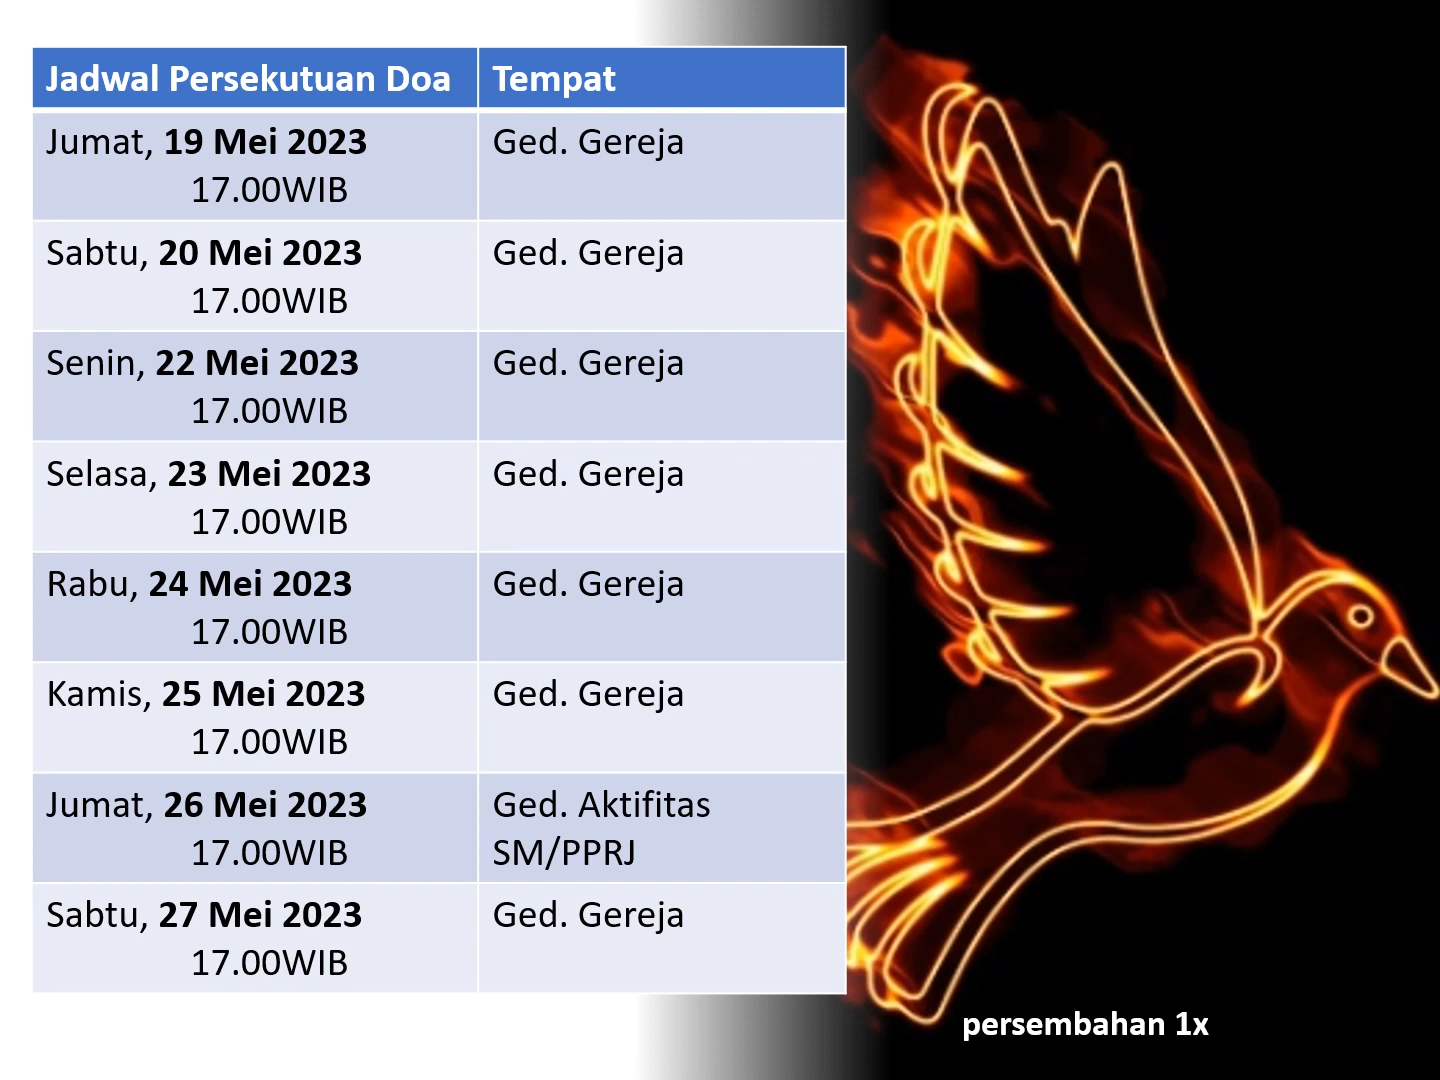 Jadwal Persekutuan Doa
Tempat
Jumat, 19 Mei 2023
17.00WIB
Ged. Gereja
Sabtu, 20 Mei 2023
17.00WIB
Ged. Gereja
Senin, 22 Mei 2023
17.00WIB
Ged. Gereja
Selasa, 23 Mei 2023
17.00WIB
Ged. Gereja
Rabu, 24 Mei 2023
17.00WIB
Ged. Gereja
Kamis, 25 Mei 2023
17.00WIB
Ged. Gereja
Jumat, 26 Mei 2023
17.00WIB
Ged. Aktifitas
SM/PPRJ
Sabtu, 27 Mei 2023
17.00WIB
Ged. Gereja
persembahan 1x